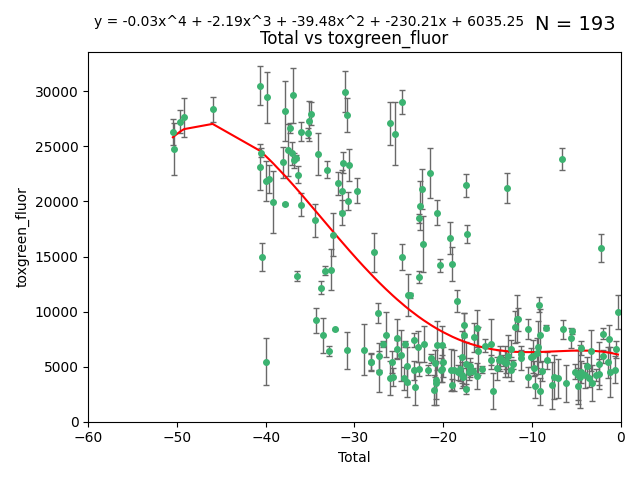 y = -0.03x^4 + -2.19x^3 + -39.48x^2 + -230.21x + 6035.25 N = 193
Total vs toxgreen_fluor
30000
25000
20000
15000
10000
5000
0
toxgreen_fluor
−60 −50 −40 −30 −20 −10 0
Total